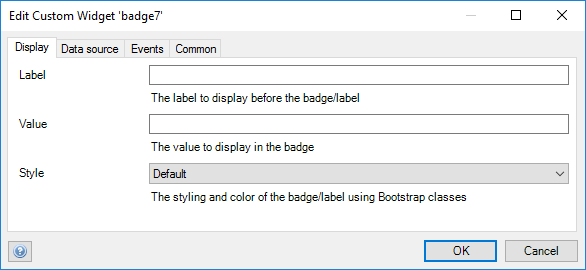 Edit Custom Widget 'badge7'
Display Data source Events Common
Label
The label to display before the badge/label
Value
The value to display in the badge
Style Default
The styling and color of the badge/label using Bootstrap classes
? OK Cancel